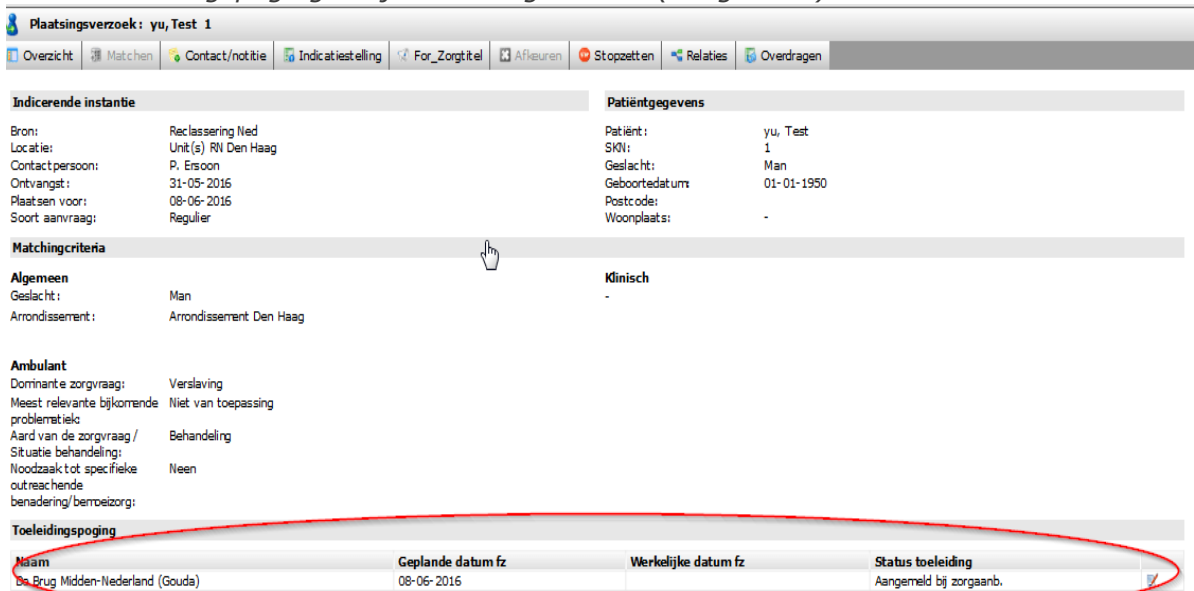 Plaatsingsverzoek: yu, Test 1
Overzicht Matchen Contact/notitie Indicatiestelling For_Zorgtitel Afkeuren Stopzetten Relaties Overdragen
Indicerende instantie
Bron: Reclassering Ned
Locatie: Unit(s) RN Den Haag
Contactpersoon: P. Ersoon
Ontvangst: 31-05-2016
Plaatsen voor: 08-06-2016
Soort aanvraag: Regulier
Patiëntgegevens
Patiënt: yu, Test
SKN: 1
Geslacht: Man
Geboortedatum: 01-01-1950
Postcode:
Woonplaats: -
Matchingcriteria
Algemeen
Geslacht: Man
Arrondissement: Arrondissement Den Haag
Klinisch
-
Ambulant
Dominante zorgvraag: Verslaving
Meest relevante bijkomende Niet van toepassing
problematiek:
Aard van de zorgvraag / Behandeling
Situatie behandeling:
Noodzaak tot specifieke Neen
outreachende
benadering/bemoeizorg:
Toeleidingspoging
Naam Geplande datum fz Werkelijke datum fz Status toeleiding
De Brug Midden-Nederland (Gouda) 08-06-2016 Aangemeld bij zorgaanb.